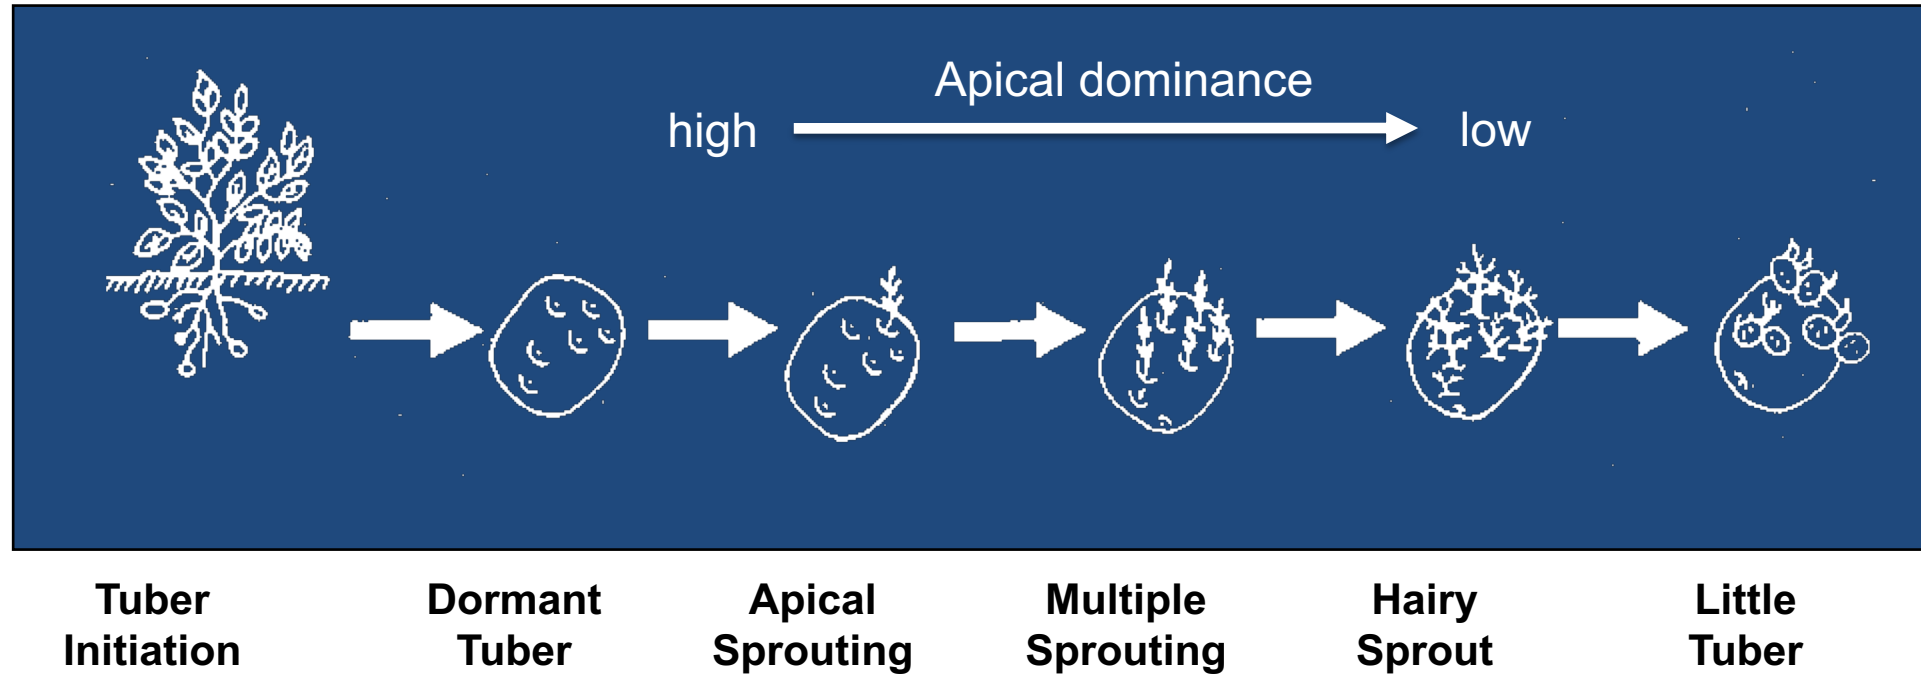 Apical dominance
high low
Tuber Initiation
Dormant Tuber
Apical Sprouting
Multiple Sprouting
Hairy Sprout
Little Tuber